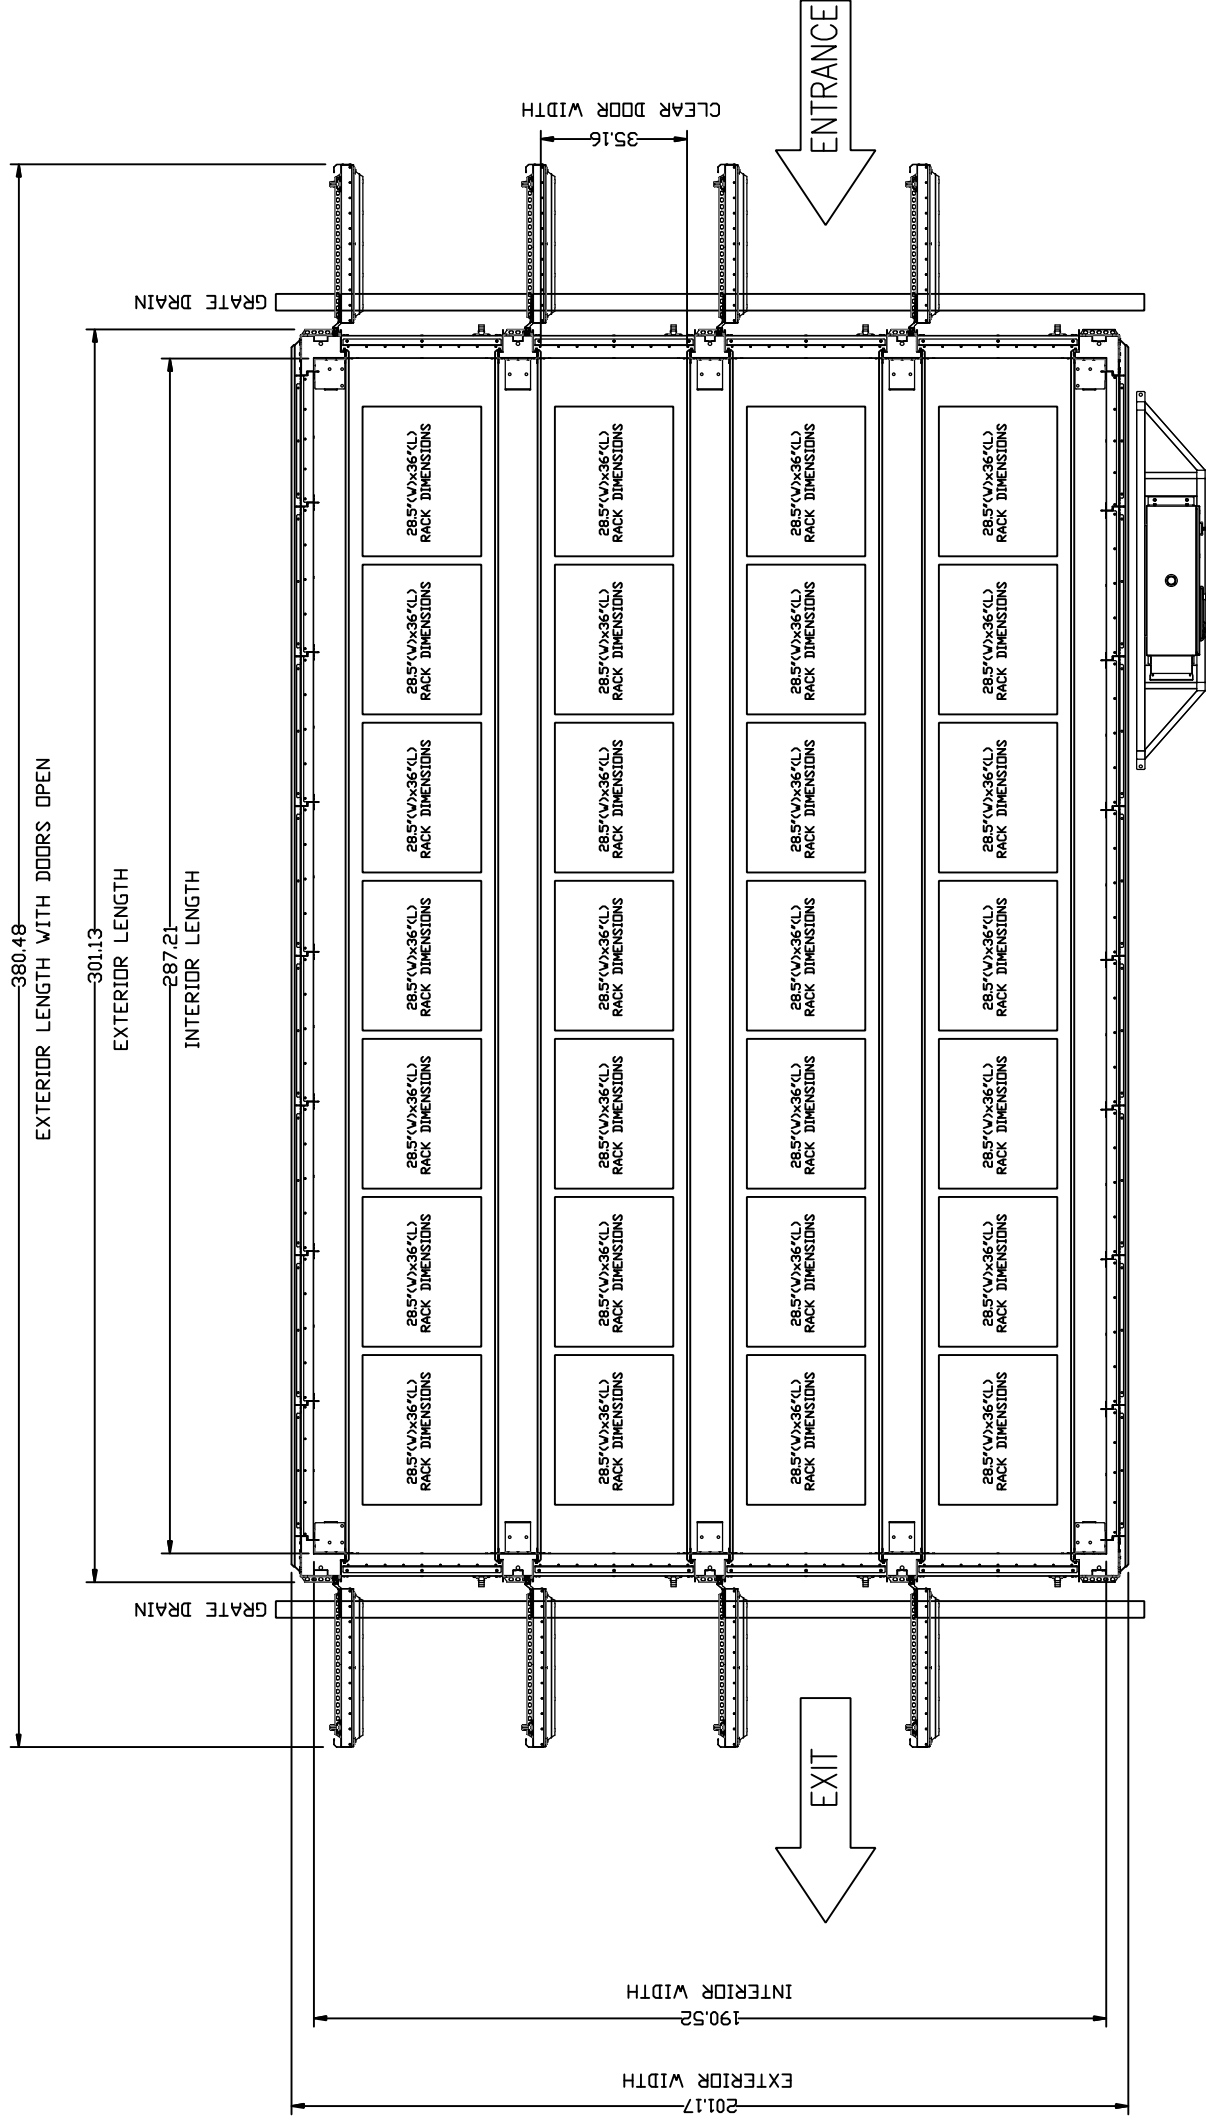 CLEAR DOOR WIDTH
35.16
ENTRANCE
GRATE DRAIN
380.48
EXTERIOR LENGTH WITH DOORS OPEN
301.13
EXTERIOR LENGTH
287.21
INTERIOR LENGTH
28.5"(W)x36"(L)
RACK DIMENSIONS
28.5"(W)x36"(L)
RACK DIMENSIONS
28.5"(W)x36"(L)
RACK DIMENSIONS
28.5"(W)x36"(L)
RACK DIMENSIONS
28.5"(W)x36"(L)
RACK DIMENSIONS
28.5"(W)x36"(L)
RACK DIMENSIONS
28.5"(W)x36"(L)
RACK DIMENSIONS
28.5"(W)x36"(L)
RACK DIMENSIONS
28.5"(W)x36"(L)
RACK DIMENSIONS
28.5"(W)x36"(L)
RACK DIMENSIONS
28.5"(W)x36"(L)
RACK DIMENSIONS
28.5"(W)x36"(L)
RACK DIMENSIONS
28.5"(W)x36"(L)
RACK DIMENSIONS
28.5"(W)x36"(L)
RACK DIMENSIONS
28.5"(W)x36"(L)
RACK DIMENSIONS
28.5"(W)x36"(L)
RACK DIMENSIONS
28.5"(W)x36"(L)
RACK DIMENSIONS
28.5"(W)x36"(L)
RACK DIMENSIONS
28.5"(W)x36"(L)
RACK DIMENSIONS
28.5"(W)x36"(L)
RACK DIMENSIONS
28.5"(W)x36"(L)
RACK DIMENSIONS
28.5"(W)x36"(L)
RACK DIMENSIONS
28.5"(W)x36"(L)
RACK DIMENSIONS
28.5"(W)x36"(L)
RACK DIMENSIONS
28.5"(W)x36"(L)
RACK DIMENSIONS
28.5"(W)x36"(L)
RACK DIMENSIONS
28.5"(W)x36"(L)
RACK DIMENSIONS
28.5"(W)x36"(L)
RACK DIMENSIONS
GRATE DRAIN
EXIT
INTERIOR WIDTH
190.52
EXTERIOR WIDTH
201.17